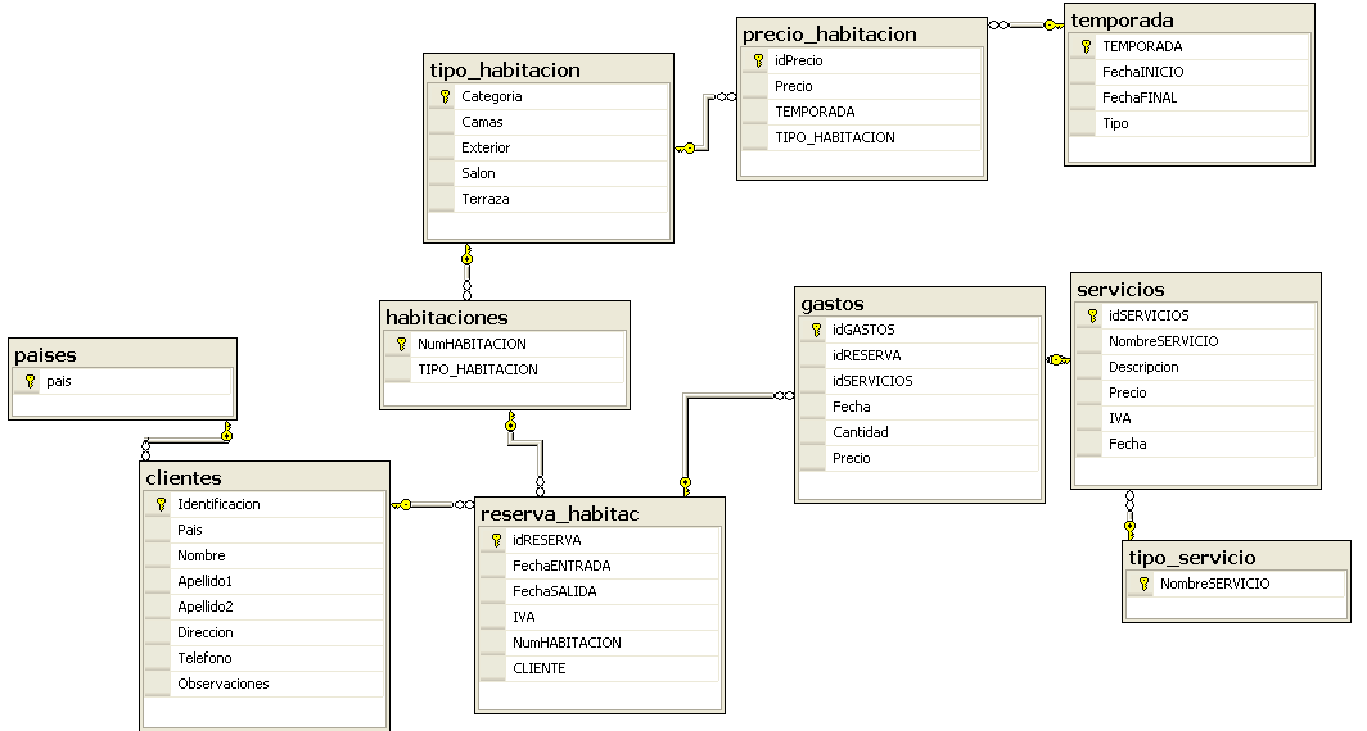 temporada
TEMPORADA
FechaINICIO
FechaFINAL
Tipo
precio_habitacion
idPrecio
Precio
TEMPORADA
TIPO_HABITACION
tipo_habitacion
Categoria
Camas
Exterior
Salon
Terraza
habitaciones
NumHABITACION
TIPO_HABITACION
gastos
idGASTOS
idRESERVA
idSERVICIOS
Fecha
Cantidad
Precio
servicios
idSERVICIOS
NombreSERVICIO
Descripcion
Precio
IVA
Fecha
paises
pais
clientes
Identificacion
Pais
Nombre
Apellido1
Apellido2
Direccion
Telefono
Observaciones
reserva_habitac
idRESERVA
FechaENTRADA
FechaSALIDA
IVA
NumHABITACION
CLIENTE
tipo_servicio
NombreSERVICIO